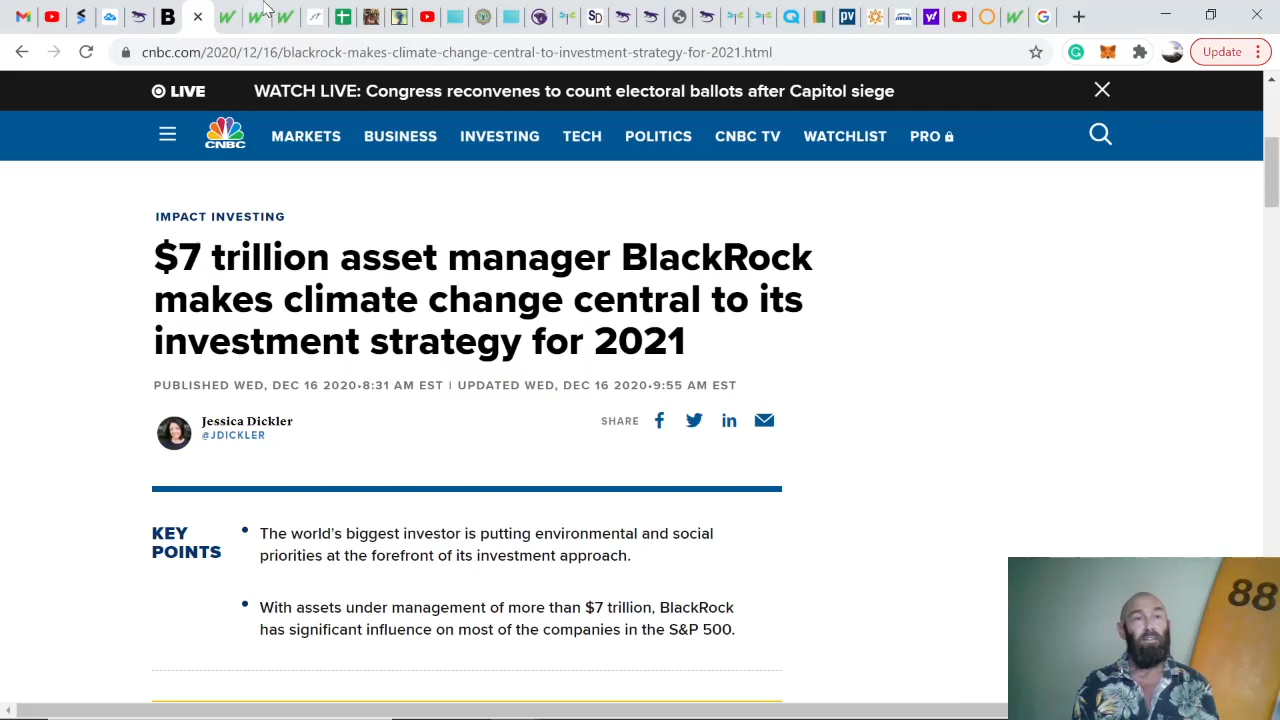 cnbc.com/2020/12/16/blackrock-makes-climate-change-central-to-investment-strategy-for-2021.html
Update
LIVE WATCH LIVE: Congress reconvenes to count electoral ballots after Capitol siege
CNBC MARKETS BUSINESS INVESTING TECH POLITICS CNBC TV WATCHLIST PRO
IMPACT INVESTING
$7 trillion asset manager BlackRock
makes climate change central to its
investment strategy for 2021
PUBLISHED WED, DEC 16 2020•8:31 AM EST | UPDATED WED, DEC 16 2020•9:55 AM EST
Jessica Dickler
@JDICKLER
SHARE
KEY
POINTS
The world's biggest investor is putting environmental and social
priorities at the forefront of its investment approach.
With assets under management of more than $7 trillion, BlackRock
has significant influence on most of the companies in the S&P 500.
88